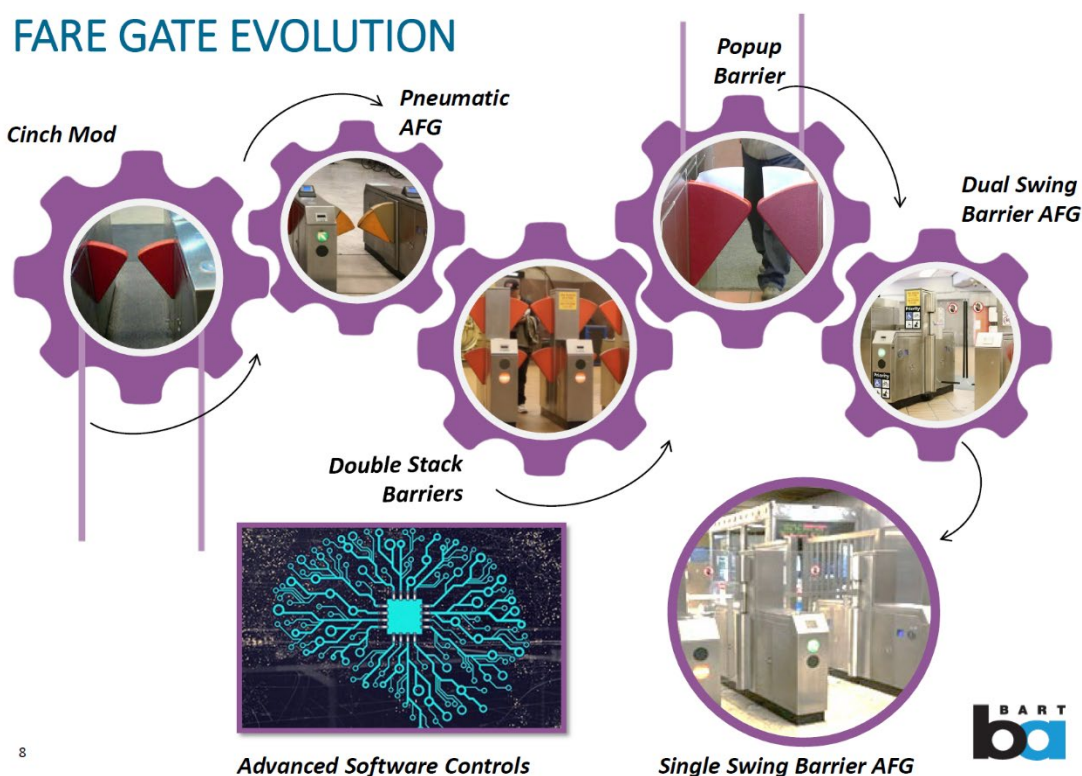 FARE GATE EVOLUTION
Cinch Mod
Pneumatic
AFG
Double Stack
Barriers
Popup
Barrier
Dual Swing
Barrier AFG
Single Swing Barrier AFG
Advanced Software Controls
8
BART
ba